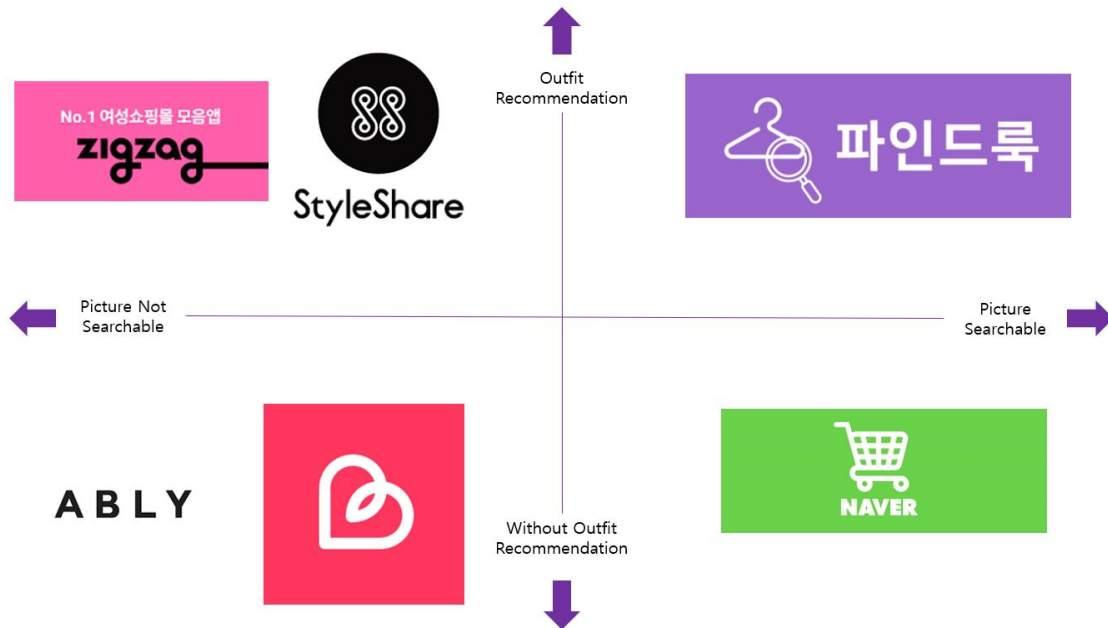 Outfit
Recommendation
No.1 여성쇼핑몰 모음앱
zigzag
StyleShare
파인드룩
Picture Not
Searchable
Picture
Searchable
ABLY
NAVER
Without Outfit
Recommendation